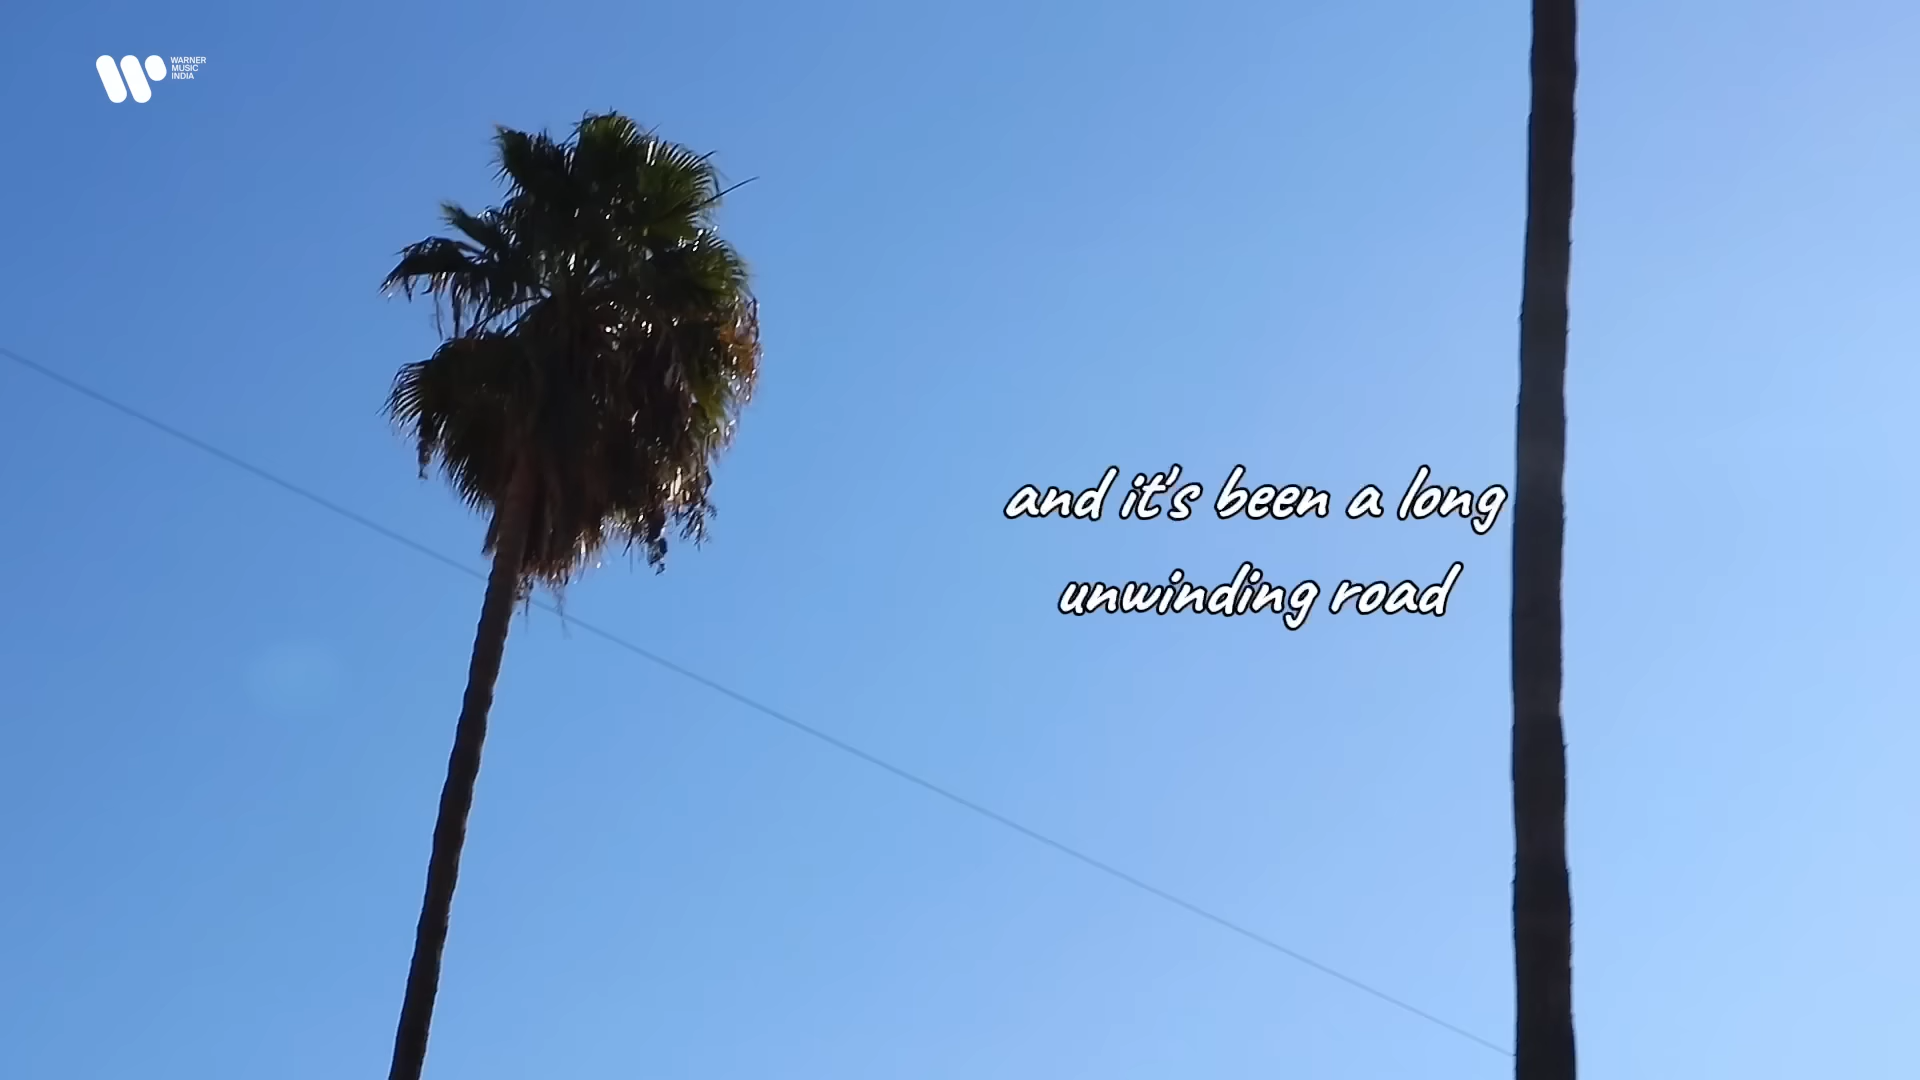 WARNER
MUSIC
INDIA
and it's been a long
unwinding road